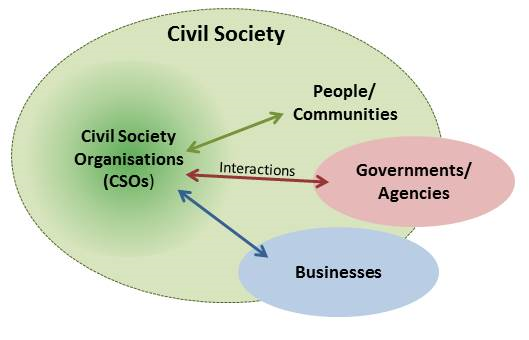 Civil Society
People/
Communities
Civil Society
Organisations
(CSOs)
Interactions
Governments/
Agencies
Businesses